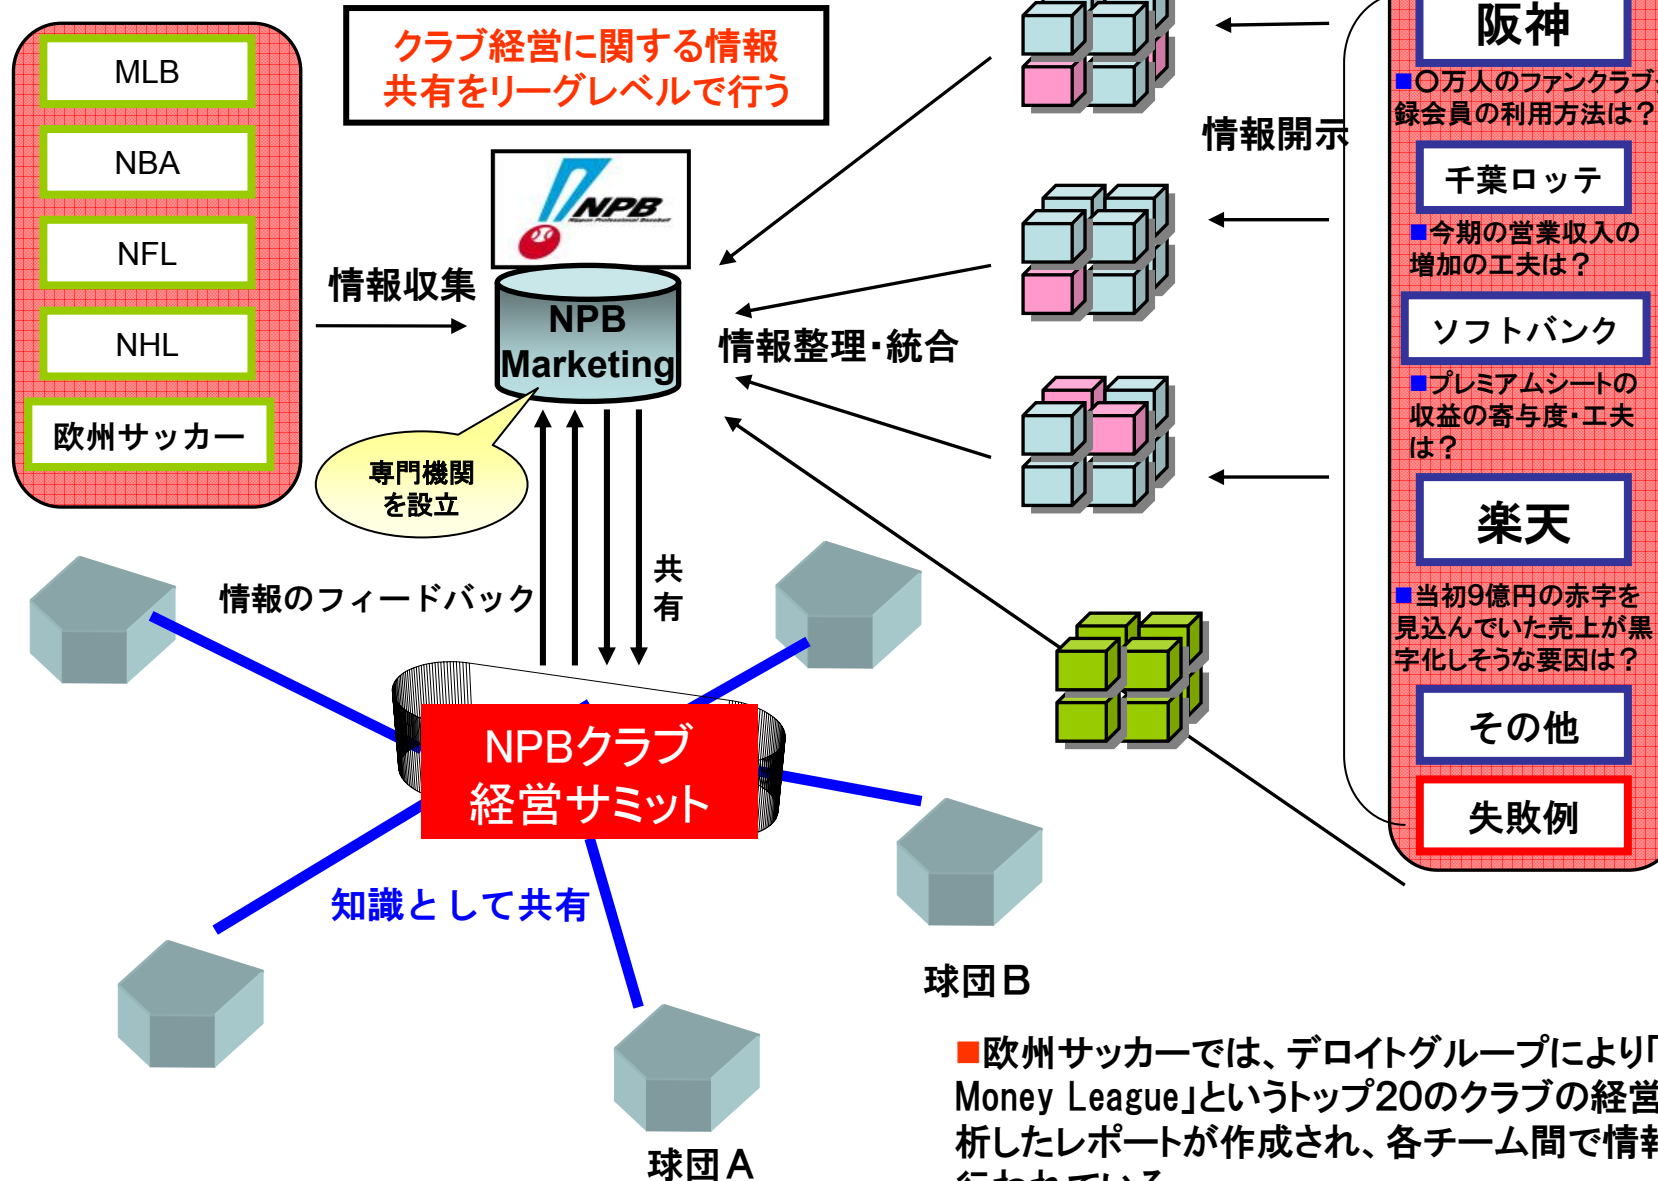 クラブ経営に関する情報
共有をリーグレベルで行う
MLB
NBA
NFL
NHL
欧州サッカー
情報収集
NPB
Nippon Professional Baseball
NPB
Marketing
専門機関
を設立
情報整理・統合
情報開示
阪神
■〇万人のファンクラブ
録会員の利用方法は？
千葉ロッテ
■今期の営業収入の
増加の工夫は？
ソフトバンク
■プレミアムシートの
収益の寄与度・工夫
は？
楽天
■当初9億円の赤字を
見込んでいた売上が黒
字化しそうな要因は？
その他
失敗例
情報のフィードバック
共
有
NPBクラブ
経営サミット
知識として共有
球団Ｂ
球団Ａ
■欧州サッカーでは、デロイトグループにより「
Money League」というトップ20のクラブの経営
析したレポートが作成され、各チーム間で情報
行われている